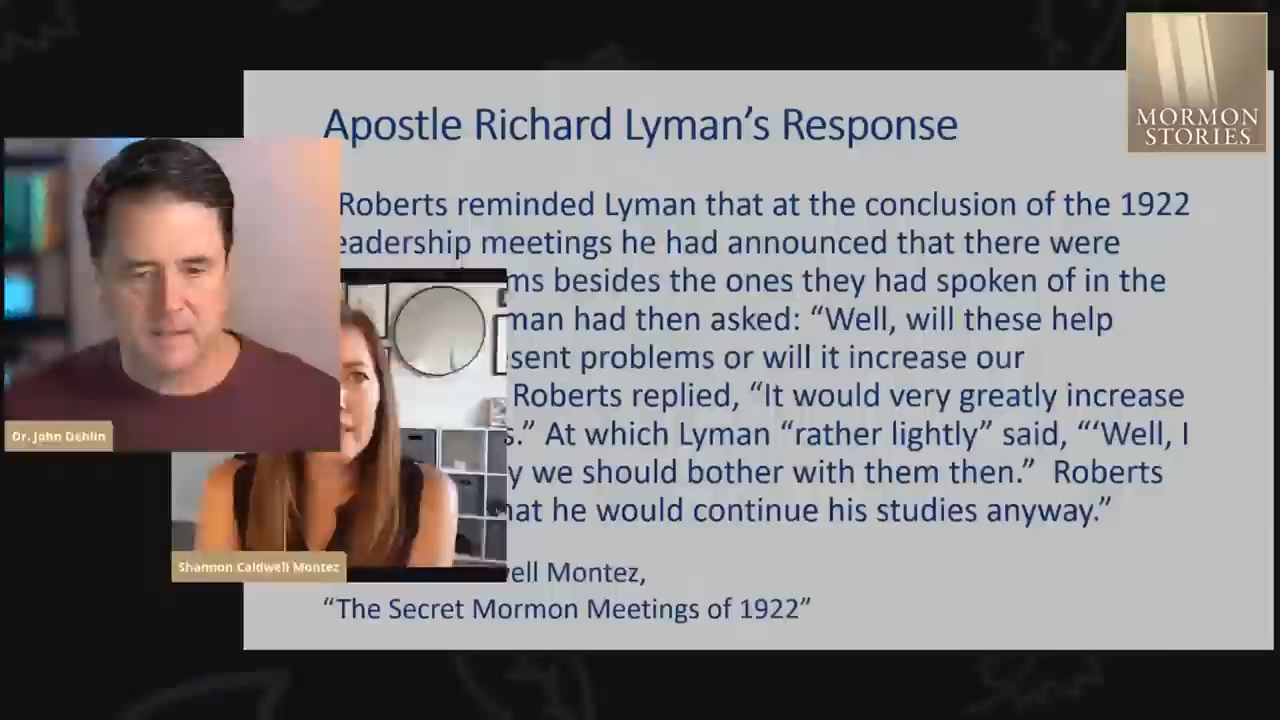 MORMON
STORIES
Apostle Richard Lyman’s Response
Roberts reminded Lyman that at the conclusion of the 1922
eadership meetings he had announced that there were
ms besides the ones they had spoken of in the
man had then asked: “Well, will these help
sent problems or will it increase our
Roberts replied, “It would very greatly increase
s.” At which Lyman “rather lightly” said, “‘Well, I
y we should bother with them then.” Roberts
hat he would continue his studies anyway.”
ell Montez,
“The Secret Mormon Meetings of 1922”
Dr. John Dehlin
Shannon Caldwell Montez